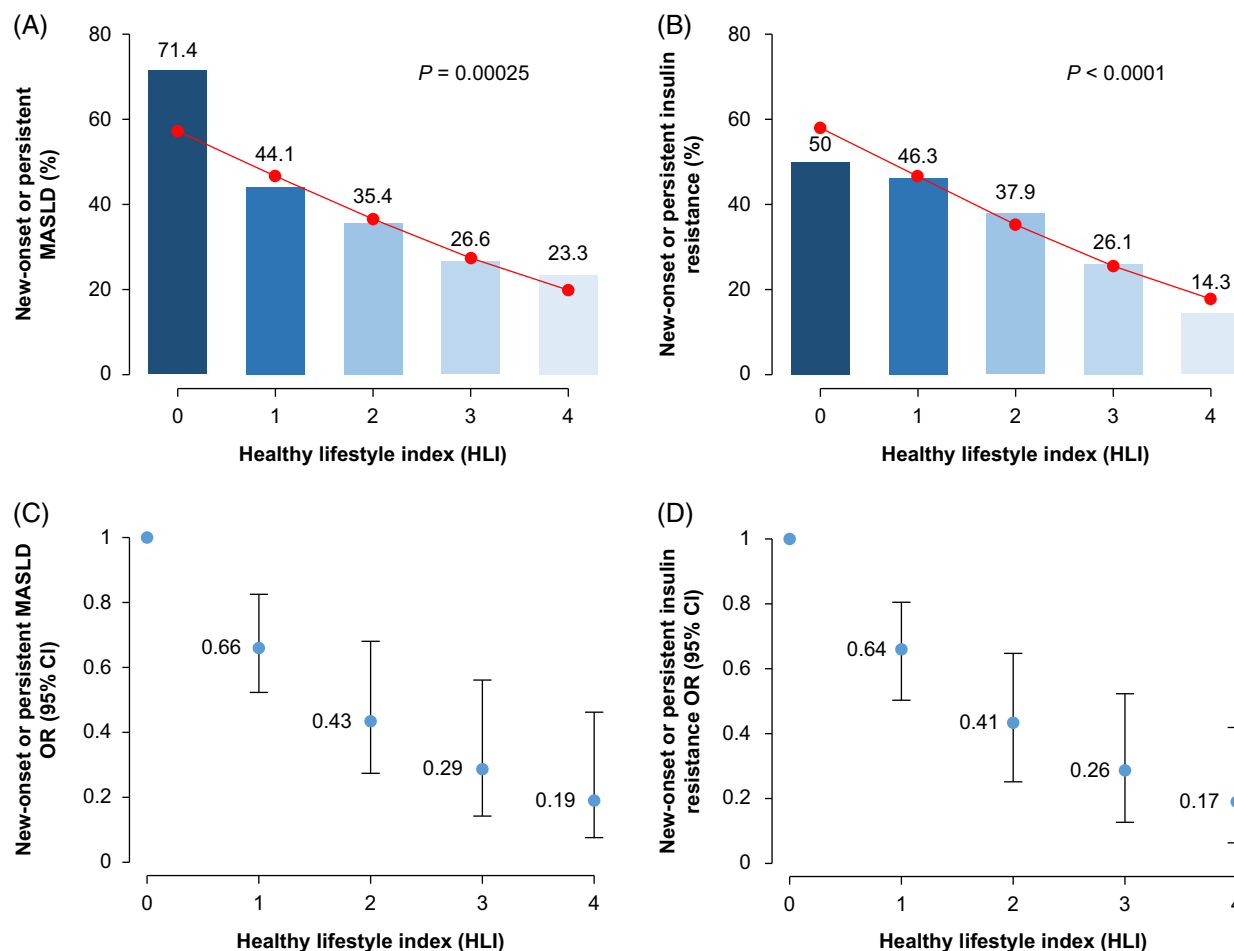 (A)
New-onset or persistent
MASLD (%)
80
60
40
20
0
71.4
44.1
35.4
26.6
23.3
P = 0.00025
0 1 2 3 4
Healthy lifestyle index (HLI)
(B)
New-onset or persistent insulin
resistance (%)
80
60
40
20
0
50
46.3
37.9
26.1
14.3
P < 0.0001
0 1 2 3 4
Healthy lifestyle index (HLI)
(C)
New-onset or persistent MASLD
OR (95% CI)
1
0.8
0.6
0.4
0.2
0
0.66
0.43
0.29
0.19
0 1 2 3 4
Healthy lifestyle index (HLI)
(D)
New-onset or persistent insulin
resistance OR (95% CI)
1
0.8
0.6
0.4
0.2
0
0.64
0.41
0.26
0.17
0 1 2 3 4
Healthy lifestyle index (HLI)